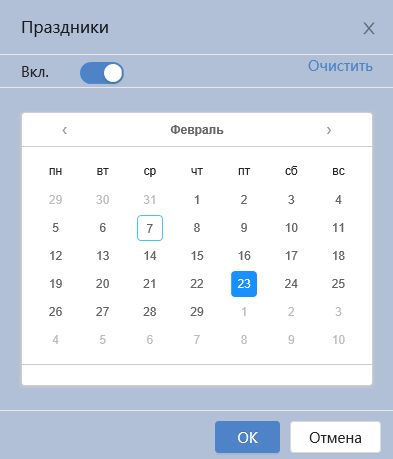 Праздники
Вкл. Очистить
Февраль
пн вт ср чт пт сб вс
29 30 31 1 2 3 4
5 6 7 8 9 10 11
12 13 14 15 16 17 18
19 20 21 22 23 24 25
26 27 28 29 1 2 3
4 5 6 7 8 9 10
ОК Отмена